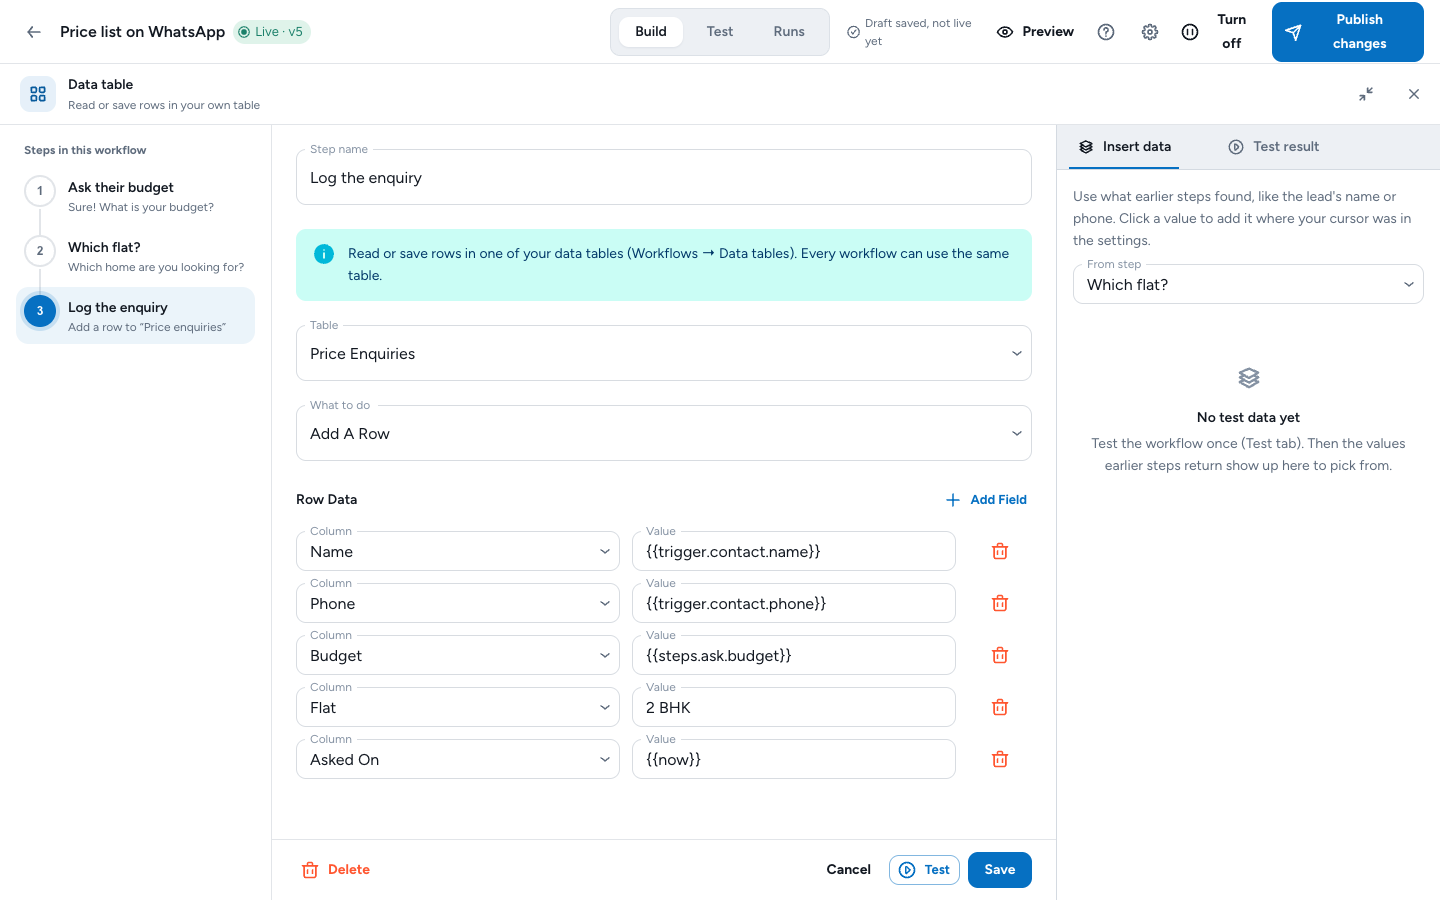 Price list on WhatsApp
Live · v5
Build
Test
Runs
Draft saved, not live
yet
Preview
Turn
off
Publish
changes
Data table
Read or save rows in your own table
Steps in this workflow
1
Ask their budget
Sure! What is your budget?
2
Which flat?
Which home are you looking for?
3
Log the enquiry
Add a row to “Price enquiries”
Step name
Log the enquiry
Read or save rows in one of your data tables (Workflows → Data tables). Every workflow can use the same
table.
Table
Price Enquiries
What to do
Add A Row
Row Data
Add Field
Column
Name
Value
{{trigger.contact.name}}
Column
Phone
Value
{{trigger.contact.phone}}
Column
Budget
Value
{{steps.ask.budget}}
Column
Flat
Value
2 BHK
Column
Asked On
Value
{{now}}
Delete
Cancel
Test
Save
Insert data
Test result
Use what earlier steps found, like the lead's name or
phone. Click a value to add it where your cursor was in
the settings.
From step
Which flat?
No test data yet
Test the workflow once (Test tab). Then the values
earlier steps return show up here to pick from.